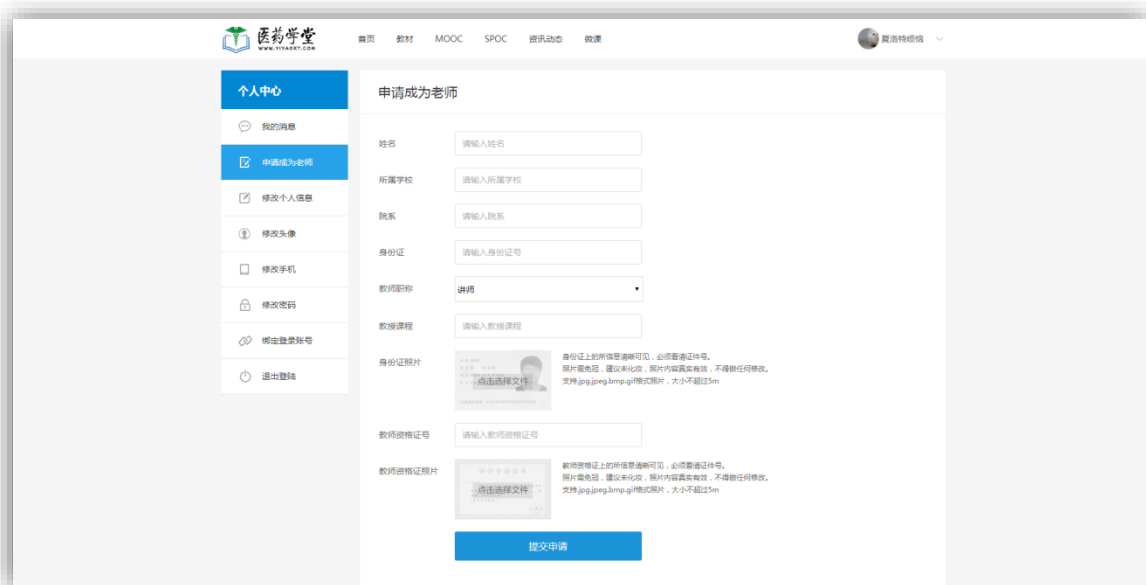 医药学堂
WWW.YIYAOXT.COM
首页 教材 MOOC SPOC 资讯动态 微课
夏洛特烦恼
个人中心
我的消息
申请成为老师
修改个人信息
修改头像
修改手机
修改密码
绑定登录账号
退出登陆
申请成为老师
姓名 请输入姓名
所属学校 请输入所属学校
院系 请输入院系
身份证 请输入身份证号
教师职称 讲师
教授课程 请输入教授课程
身份证照片 点击选择文件
身份证上的所信息清晰可见，必须看清证件号。
照片需免冠，建议未化妆，照片内容真实有效，不得做任何修改。
支持.jpg.jpeg.bmp.gif格式照片，大小不超过5m
教师资格证号 请输入教师资格证号
教师资格证照片 点击选择文件
教师资格证上的所信息清晰可见，必须看清证件号。
照片需免冠，建议未化妆，照片内容真实有效，不得做任何修改。
支持.jpg.jpeg.bmp.gif格式照片，大小不超过5m
提交申请